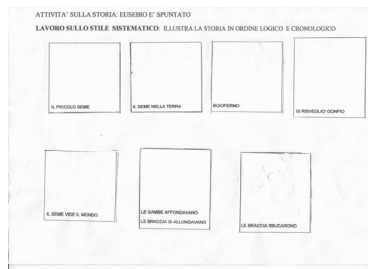 ATTIVITA' SULLA STORIA: EUSEBIO E' SPUNTATO
LAVORO SULLO STILE SISTEMATICO: ILLUSTRA LA STORIA IN ORDINE LOGICO E CRONOLOGICO
IL PICCOLO SEME
IL SEME NELLA TERRA
BUIOFERMO
SI RISVEGLIO' GONFIO
IL SEME VIDE IL MONDO
LE GAMBE AFFONDAVANO
LE BRACCIA SI ALLUNGAVANO
LE BRACCIA SBUCARONO